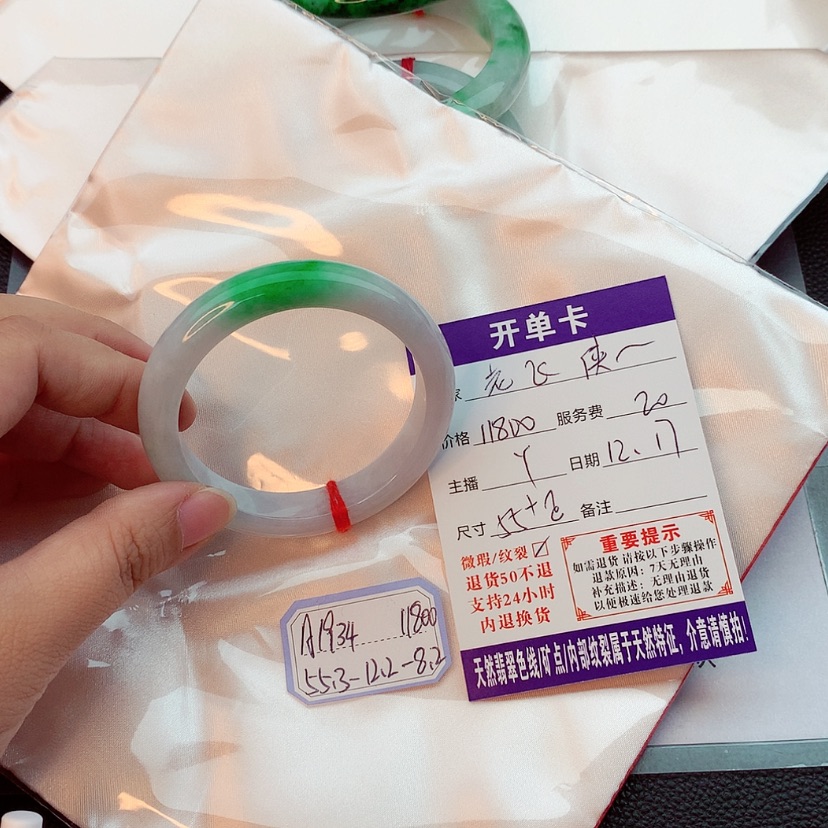 开单卡
家
价格 11800 服务费 20
主播 Y 日期 12.17
尺寸 55+ 备注
微瑕/纹裂☑
退货50不退
支持24小时
内退换货
重要提示
如需退货 请按以下步骤操作
退款原因：7天无理由
补充描述：无理由退货
以便极速给您处理退款
天然翡翠色线/矿点/内部纹裂属于天然特征，介意请慎拍！
A1934 ...... 11800
55.3-12.2-8.2